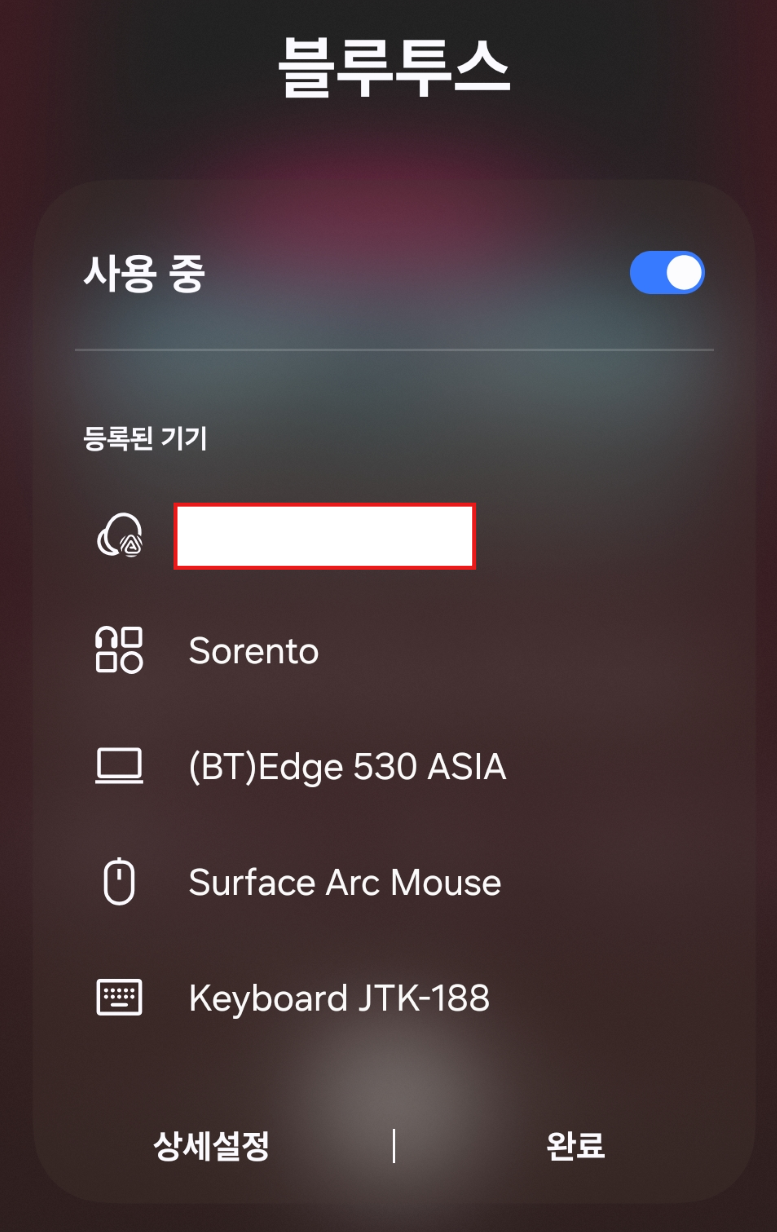 블루투스
사용 중
등록된 기기
Sorento
(BT)Edge 530 ASIA
Surface Arc Mouse
Keyboard JTK-188
상세설정 | 완료